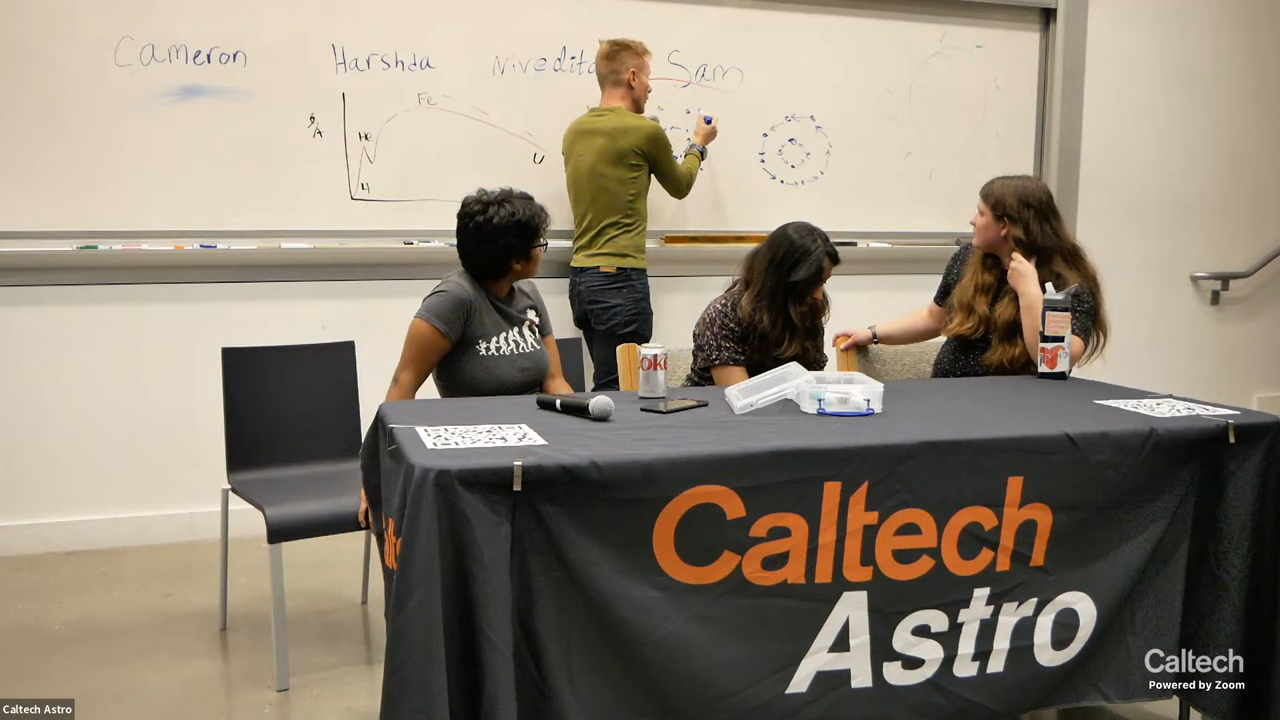 Cameron
Harshda
Nivedita
Sam
Fe
He
U
H
Coke
Caltech
Astro
Caltech
Powered by Zoom
Caltech Astro